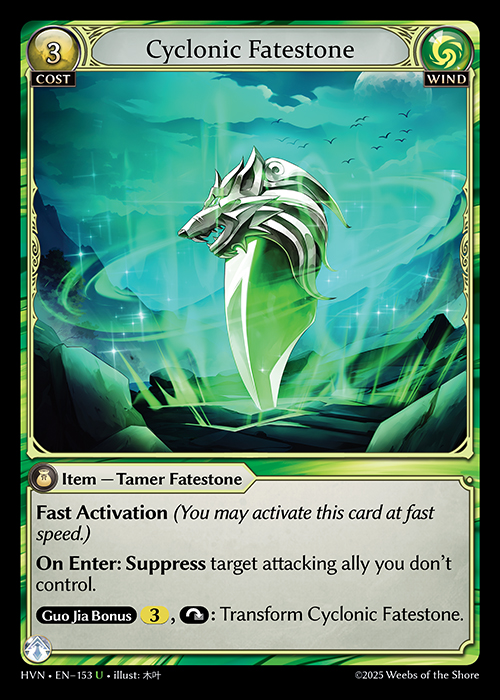 3
Cyclonic Fatestone
COST
WIND
Item — Tamer Fatestone
Fast Activation (You may activate this card at fast
speed.)
On Enter: Suppress target attacking ally you don't
control.
Guo Jia Bonus 3, : Transform Cyclonic Fatestone.
HVN • EN-153 U • illust: 木叶
©2025 Weebs of the Shore